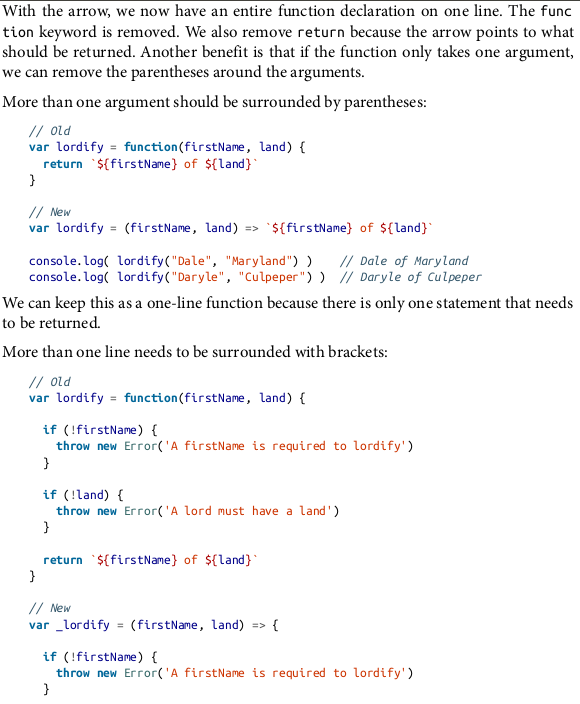 With the arrow, we now have an entire function declaration on one line. The func
tion keyword is removed. We also remove return because the arrow points to what
should be returned. Another benefit is that if the function only takes one argument,
we can remove the parentheses around the arguments.
More than one argument should be surrounded by parentheses:
// Old
var lordify = function(firstName, land) {
  return `${firstName} of ${land}`
}
// New
var lordify = (firstName, land) => `${firstName} of ${land}`
console.log( lordify("Dale", "Maryland") )    // Dale of Maryland
console.log( lordify("Daryle", "Culpeper") )  // Daryle of Culpeper
We can keep this as a one-line function because there is only one statement that needs
to be returned.
More than one line needs to be surrounded with brackets:
// Old
var lordify = function(firstName, land) {
  if (!firstName) {
    throw new Error('A firstName is required to lordify')
  }
  if (!land) {
    throw new Error('A lord must have a land')
  }
  return `${firstName} of ${land}`
}
// New
var _lordify = (firstName, land) => {
  if (!firstName) {
    throw new Error('A firstName is required to lordify')
  }